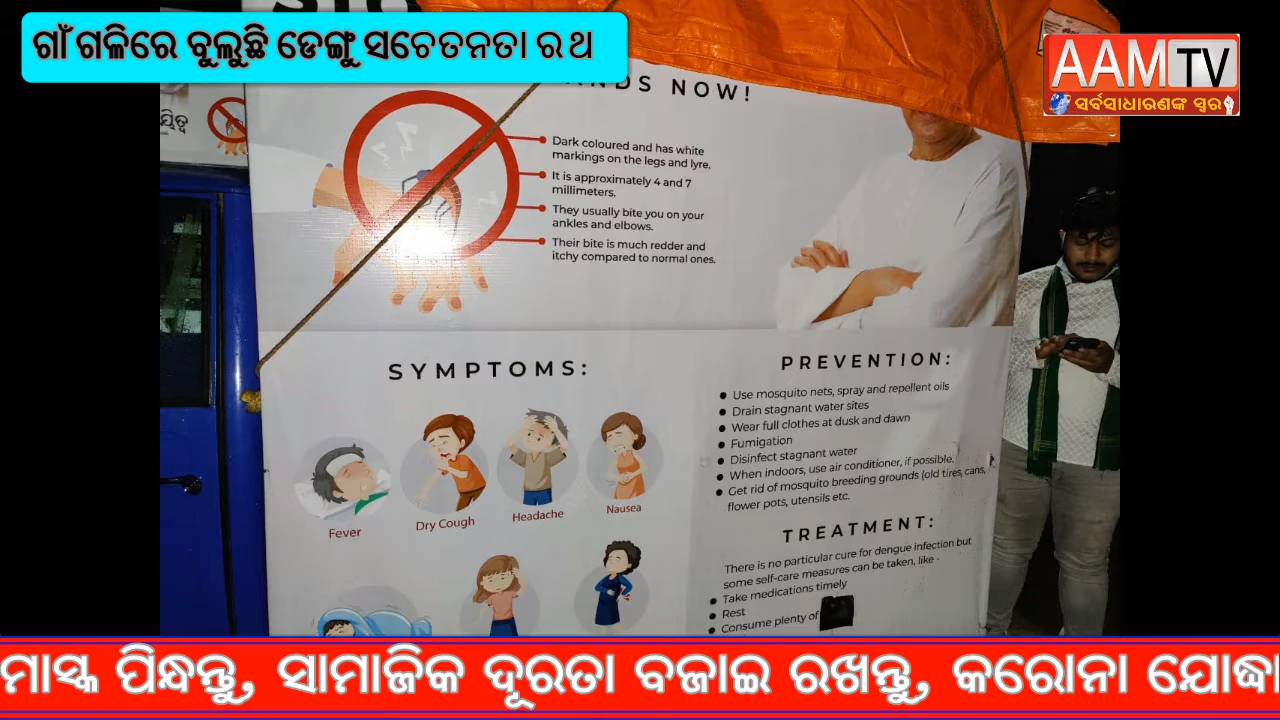 ଗାଁ ଗଳିରେ ବୁଲୁଛି ଡେଙ୍ଗୁ ସଚେତନତା ରଥ
AAM TV
ସର୍ବସାଧାରଣଙ୍କ ସ୍ୱର
NOW!
Dark coloured and has white
markings on the legs and lyre.
It is approximately 4 and 7
millimeters.
They usually bite you on your
ankles and elbows.
Their bite is much redder and
itchy compared to normal ones.
SYMPTOMS:
Fever
Dry Cough
Headache
Nausea
PREVENTION:
Use mosquito nets, spray and repellent oils
Drain stagnant water sites
Wear full clothes at dusk and dawn
Fumigation
Disinfect stagnant water
When indoors, use air conditioner, if possible.
Get rid of mosquito breeding grounds (old tires, cans,
flower pots, utensils etc.
TREATMENT:
There is no particular cure for dengue infection but
some self-care measures can be taken, like -
Take medications timely
Rest
Consume plenty of
ମାସ୍କ ପିନ୍ଧନ୍ତୁ, ସାମାଜିକ ଦୂରତା ବଜାଇ ରଖନ୍ତୁ, କରୋନା ଯୋଦ୍ଧା